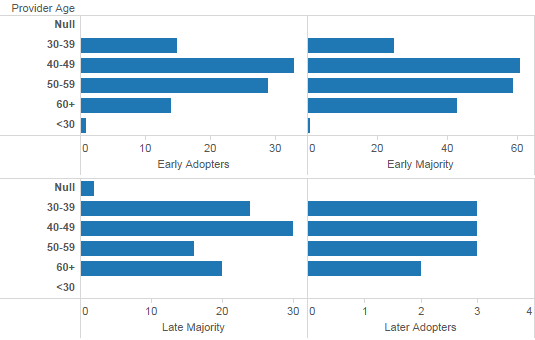 Provider Age
Null
30-39
40-49
50-59
60+
<30
0 10 20 30 0 20 40 60
Early Adopters Early Majority
Null
30-39
40-49
50-59
60+
<30
0 10 20 30 0 1 2 3 4
Late Majority Later Adopters